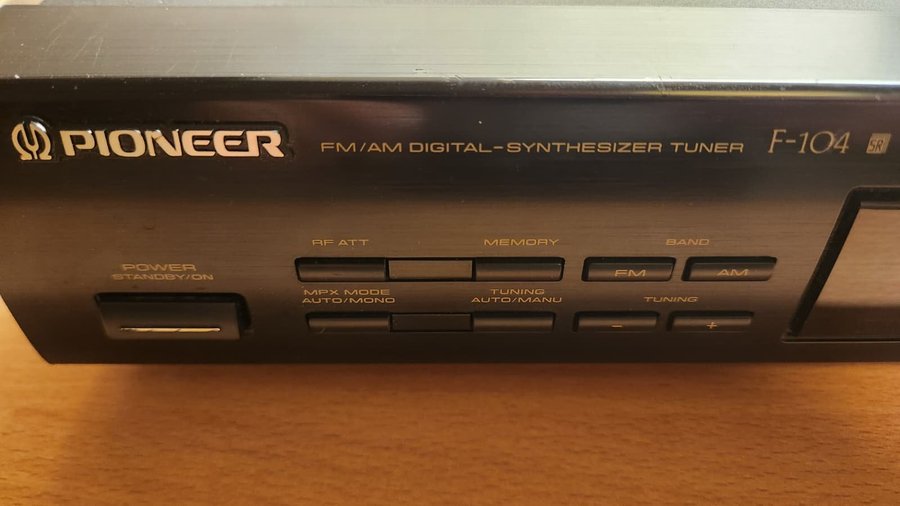 PIONEER
FM/AM DIGITAL-SYNTHESIZER TUNER F-104 SR
POWER
STANDBY/ON
RF ATT
MEMORY
BAND
FM
AM
MPX MODE
AUTO/MONO
TUNING
AUTO/MANU
TUNING
- +